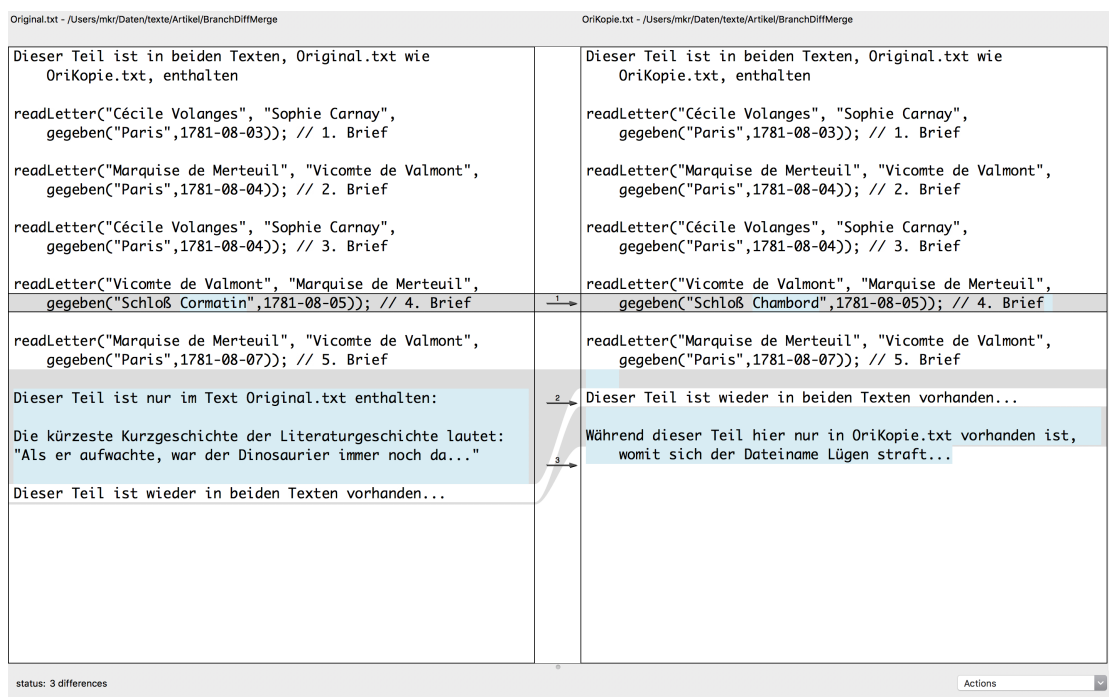 Original.txt - /Users/mkr/Daten/texte/Artikel/BranchDiffMerge
Dieser Teil ist in beiden Texten, Original.txt wie
OriKopie.txt, enthalten
readLetter("Cécile Volanges", "Sophie Carnay",
gegeben("Paris",1781-08-03)); // 1. Brief
readLetter("Marquise de Merteuil", "Vicomte de Valmont",
gegeben("Paris",1781-08-04)); // 2. Brief
readLetter("Cécile Volanges", "Sophie Carnay",
gegeben("Paris",1781-08-04)); // 3. Brief
readLetter("Vicomte de Valmont", "Marquise de Merteuil",
gegeben("Schloß Cormatin",1781-08-05)); // 4. Brief
readLetter("Marquise de Merteuil", "Vicomte de Valmont",
gegeben("Paris",1781-08-07)); // 5. Brief
Dieser Teil ist nur im Text Original.txt enthalten:
Die kürzeste Kurzgeschichte der Literaturgeschichte lautet:
"Als er aufwachte, war der Dinosaurier immer noch da..."
Dieser Teil ist wieder in beiden Texten vorhanden...
1
2
3
OriKopie.txt - /Users/mkr/Daten/texte/Artikel/BranchDiffMerge
Dieser Teil ist in beiden Texten, Original.txt wie
OriKopie.txt, enthalten
readLetter("Cécile Volanges", "Sophie Carnay",
gegeben("Paris",1781-08-03)); // 1. Brief
readLetter("Marquise de Merteuil", "Vicomte de Valmont",
gegeben("Paris",1781-08-04)); // 2. Brief
readLetter("Cécile Volanges", "Sophie Carnay",
gegeben("Paris",1781-08-04)); // 3. Brief
readLetter("Vicomte de Valmont", "Marquise de Merteuil",
gegeben("Schloß Chambord",1781-08-05)); // 4. Brief
readLetter("Marquise de Merteuil", "Vicomte de Valmont",
gegeben("Paris",1781-08-07)); // 5. Brief
Dieser Teil ist wieder in beiden Texten vorhanden...
Während dieser Teil hier nur in OriKopie.txt vorhanden ist,
womit sich der Dateiname Lügen straft...
status: 3 differences
Actions